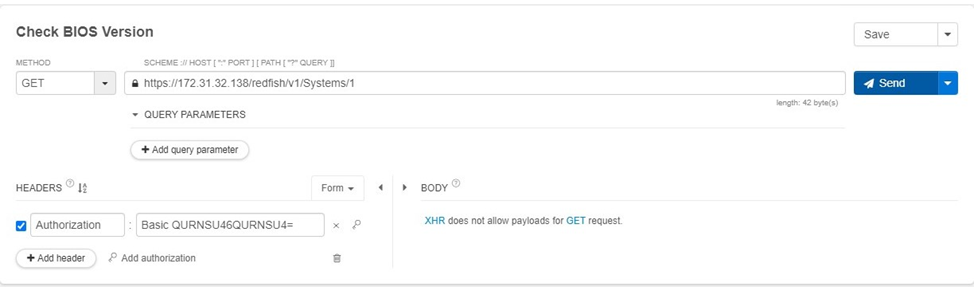 Check BIOS Version
Save
METHOD
SCHEME :// HOST [ ":" PORT ] [ PATH [ "?" QUERY ]]
GET
https://172.31.32.138/redfish/v1/Systems/1
Send
length: 42 byte(s)
QUERY PARAMETERS
+ Add query parameter
HEADERS ? Form
BODY ?
Authorization : Basic QURNSU46QURNSU4= ×
XHR does not allow payloads for GET request.
+ Add header Add authorization